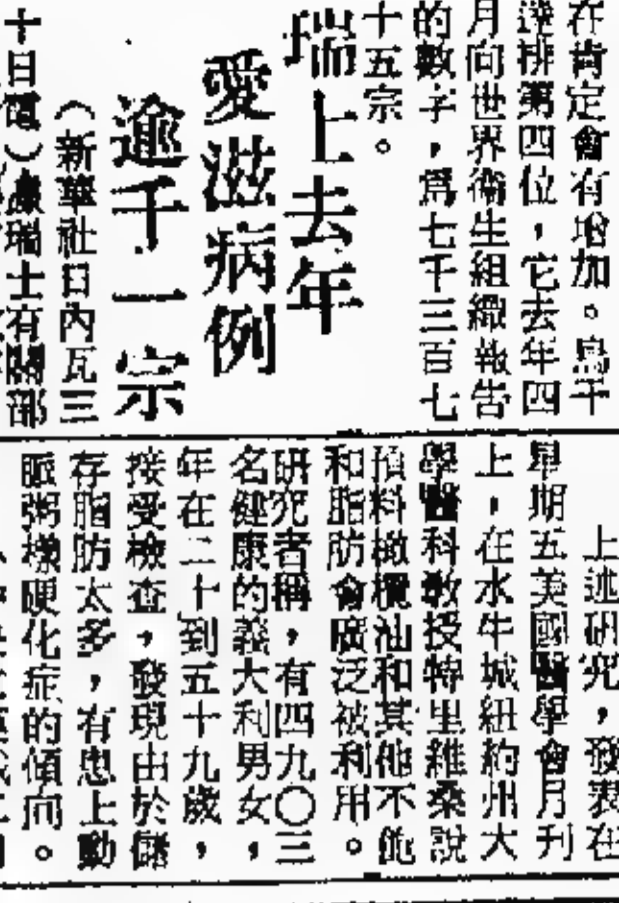 在肯定會有增加。烏干
達排第四位，它去年四
月向世界衛生組織報告
的數字，爲七千三百七
十五宗。
瑞士去年
愛滋病例
逾千一宗
（新華社日內瓦三
十日電）據瑞士有關部
上述研究，發表在
星期五美國醫學會月刊
上，在水牛城紐約州大
學醫科教授特里維桑說
預料橄欖油和其他不飽
和脂肪會廣泛被利用。
研究者稱，有四九〇三
名健康的義大利男女，
年在二十到五十九歲，
接受檢查，發現由於儲
存脂肪太多，有患上動
脈粥樣硬化症的傾向。